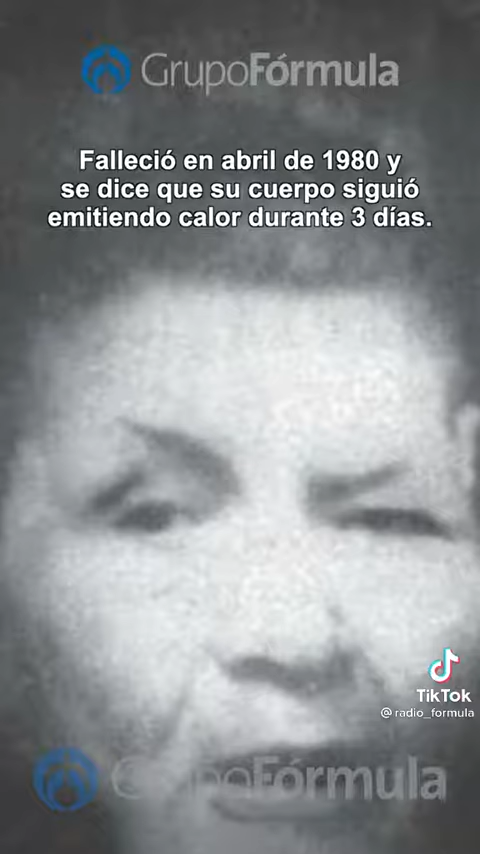 GrupoFórmula
Falleció en abril de 1980 y
se dice que su cuerpo siguió
emitiendo calor durante 3 días.
TikTok
@radio_formula
GrupoFórmula